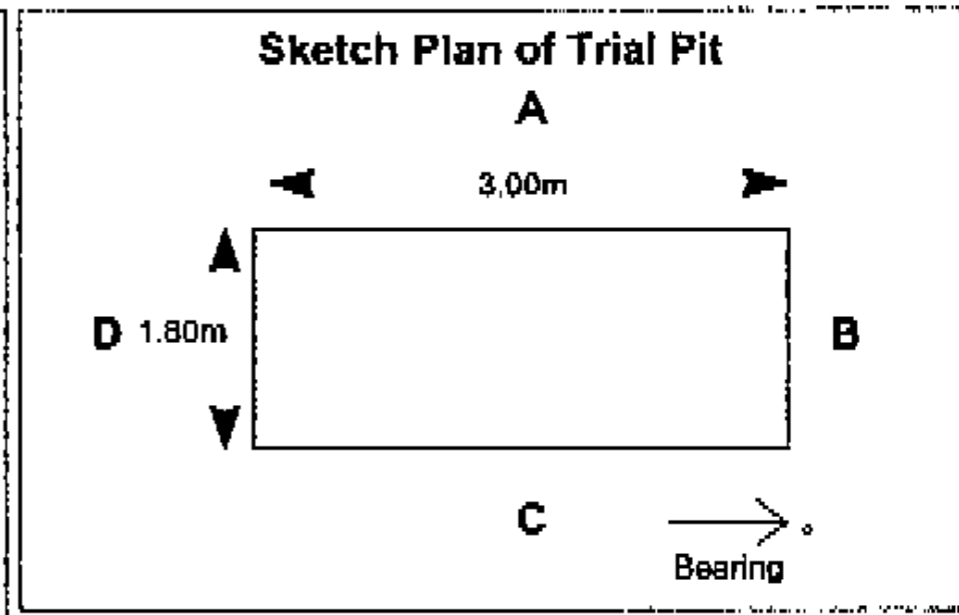 Sketch Plan of Trial Pit
A
3,00m
D 1.80m
B
C
°
Bearing